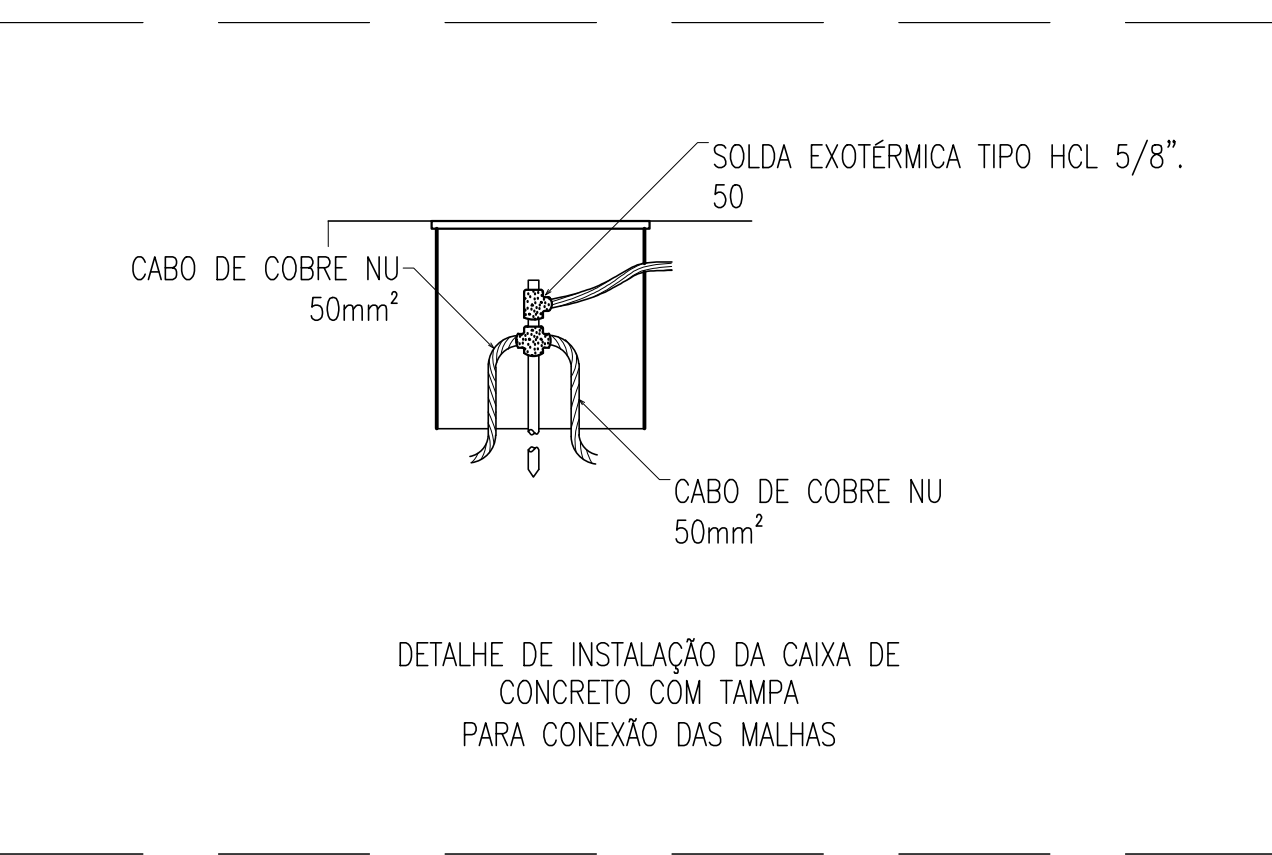 SOLDA EXOTÉRMICA TIPO HCL 5/8”.
50
CABO DE COBRE NU
50mm²
CABO DE COBRE NU
50mm²
DETALHE DE INSTALAÇÃO DA CAIXA DE
CONCRETO COM TAMPA
PARA CONEXÃO DAS MALHAS